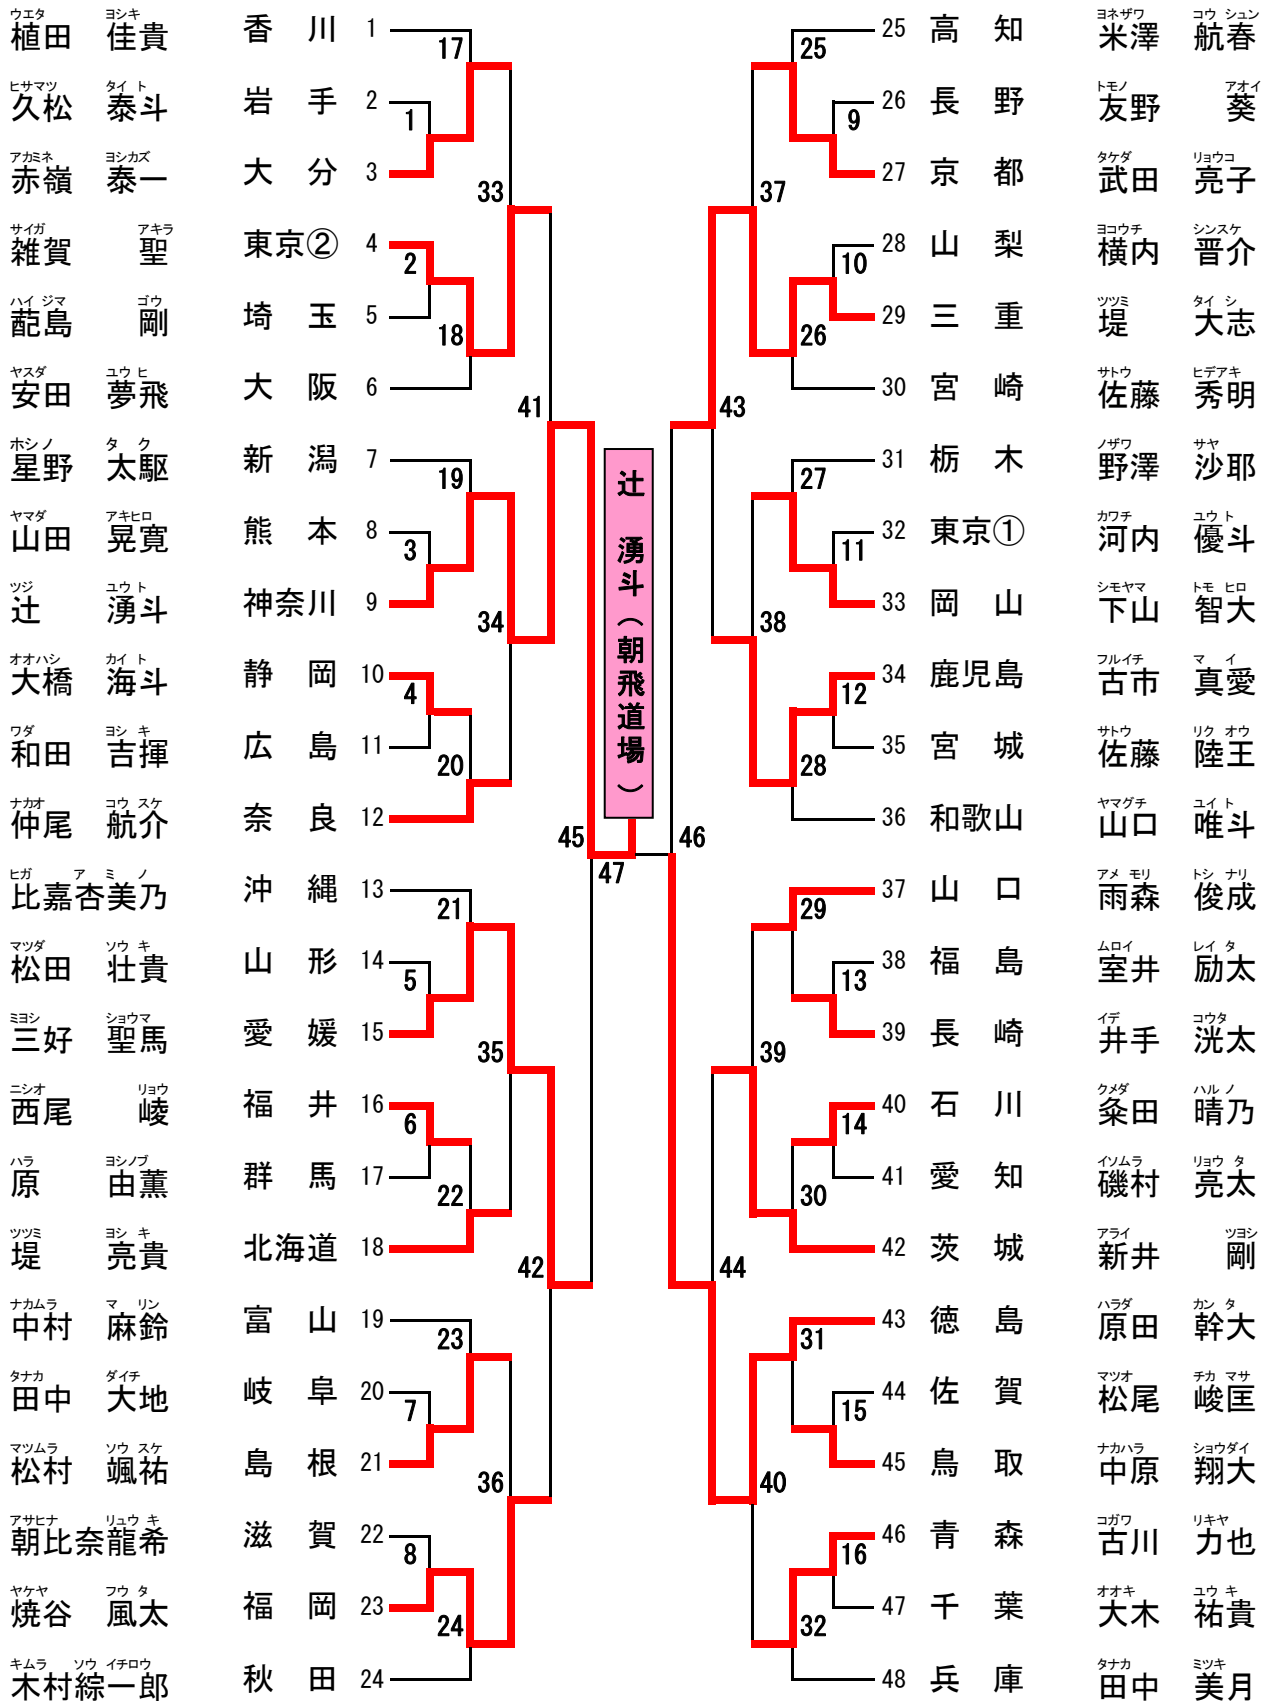 ウエタ ヨシキ
植田 佳貴 香川 1
ヒサマツ タイ ト
久松 泰斗 岩手 2
アカミネ ヨシカズ
赤嶺 泰一 大分 3
サイガ アキラ
雑賀 聖 東京② 4
ハイ ジマ ゴウ
蓜島 剛 埼玉 5
ヤスダ ユウ ヒ
安田 夢飛 大阪 6
ホシ ノ タ ク
星野 太駆 新潟 7
ヤマダ アキヒロ
山田 晃寛 熊本 8
ツジ ユウ ト
辻 湧斗 神奈川 9
オオハシ カイ ト
大橋 海斗 静岡 10
ワダ ヨシ キ
和田 吉揮 広島 11
ナカオ コウ スケ
仲尾 航介 奈良 12
ヒガ ア ミ ノ
比嘉杏美乃 沖縄 13
マツダ ソウ キ
松田 壮貴 山形 14
ミヨシ ショウマ
三好 聖馬 愛媛 15
ニシオ リョウ
西尾 崚 福井 16
ハラ ヨシノブ
原 由薫 群馬 17
ツツミ ヨシ キ
堤 亮貴 北海道 18
ナカムラ マ リン
中村 麻鈴 富山 19
タナカ ダイチ
田中 大地 岐阜 20
マツムラ ソウ スケ
松村 颯祐 島根 21
アサヒナ リュウ キ
朝比奈龍希 滋賀 22
ヤケヤ フウ タ
焼谷 風太 福岡 23
キムラ ソウ イチロウ
木村綜一郎 秋田 24
17
1
33
2
18
41
19
3
34
4
20
45
21
5
35
6
22
42
23
7
36
8
24
辻 湧斗(朝飛道場)
47
46
25
9
37
10
26
43
27
11
38
12
28
29
13
39
14
30
44
31
15
40
16
32
ヨネザワ コウ シュン
25 高知 米澤 航春
トモノ アオイ
26 長野 友野 葵
タケダ リョウコ
27 京都 武田 亮子
ヨコウチ シンスケ
28 山梨 横内 晋介
ツツミ タイ シ
29 三重 堤 大志
サトウ ヒデアキ
30 宮崎 佐藤 秀明
ノザワ サヤ
31 栃木 野澤 沙耶
カワチ ユウ ト
32 東京① 河内 優斗
シモヤマ トモ ヒロ
33 岡山 下山 智大
フルイチ マ イ
34 鹿児島 古市 真愛
サトウ リク オウ
35 宮城 佐藤 陸王
ヤマグチ ユイ ト
36 和歌山 山口 唯斗
アメ モリ トシ ナリ
37 山口 雨森 俊成
ムロイ レイ タ
38 福島 室井 励太
イデ コウタ
39 長崎 井手 洸太
クメダ ハル ノ
40 石川 粂田 晴乃
イソムラ リョウ タ
41 愛知 磯村 亮太
アライ ツヨシ
42 茨城 新井 剛
ハラダ カン タ
43 徳島 原田 幹大
マツオ チカ マサ
44 佐賀 松尾 峻匡
ナカハラ ショウダイ
45 鳥取 中原 翔大
コガワ リキヤ
46 青森 古川 力也
オオキ ユウ キ
47 千葉 大木 祐貴
タナカ ミツキ
48 兵庫 田中 美月